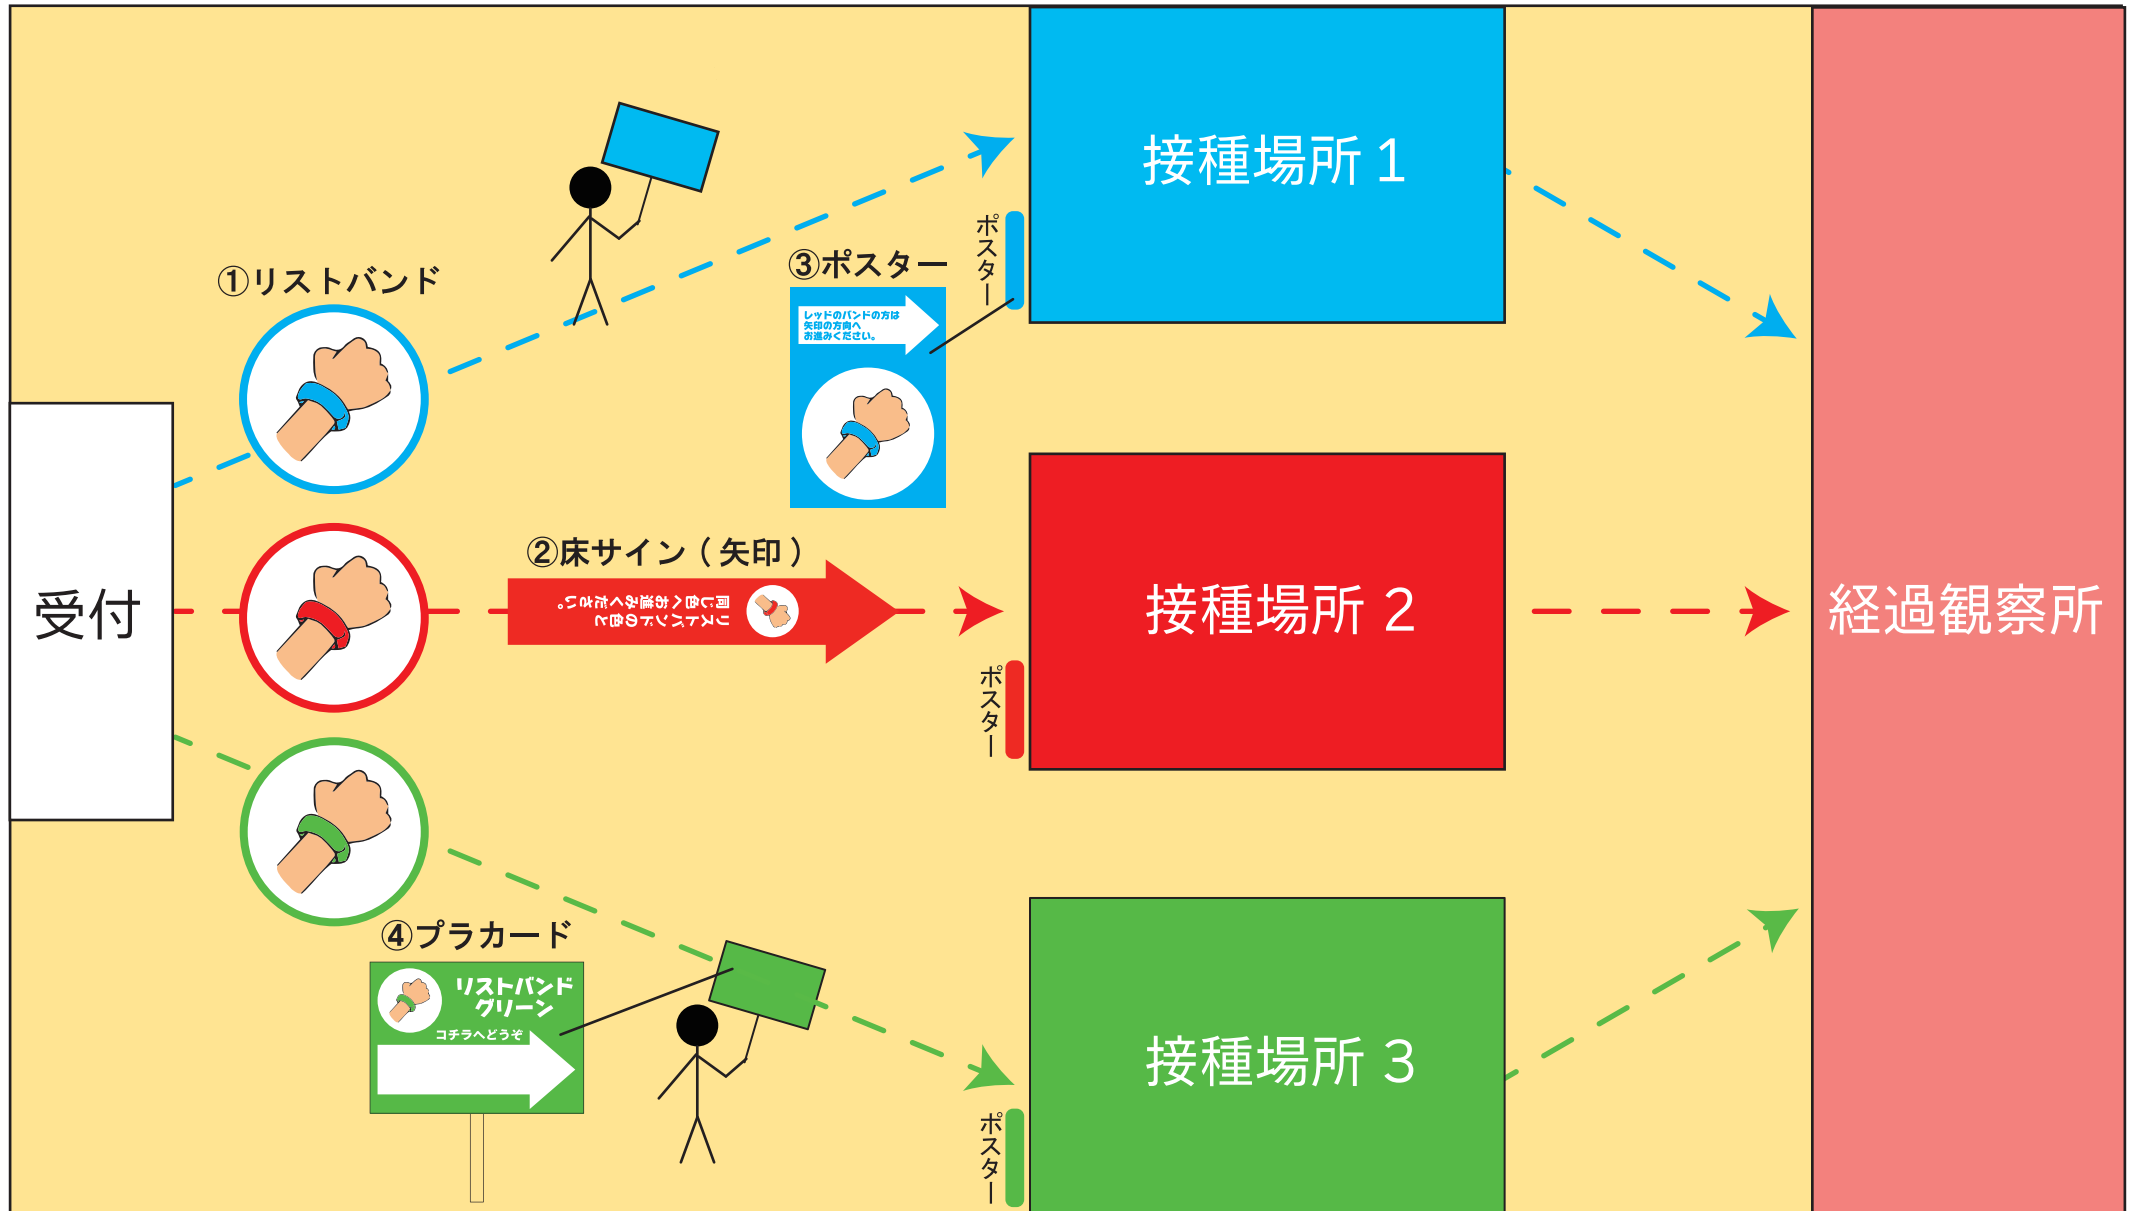 受付
①リストバンド
②床サイン(矢印)
リストバンドの色と
同じ色へお進みください。
③ポスター
レッドのバンドの方は
矢印の方向へ
お進みください。
④プラカード
リストバンド
グリーン
コチラへどうぞ
ポスター
接種場所 1
ポスター
接種場所 2
ポスター
接種場所 3
経過観察所